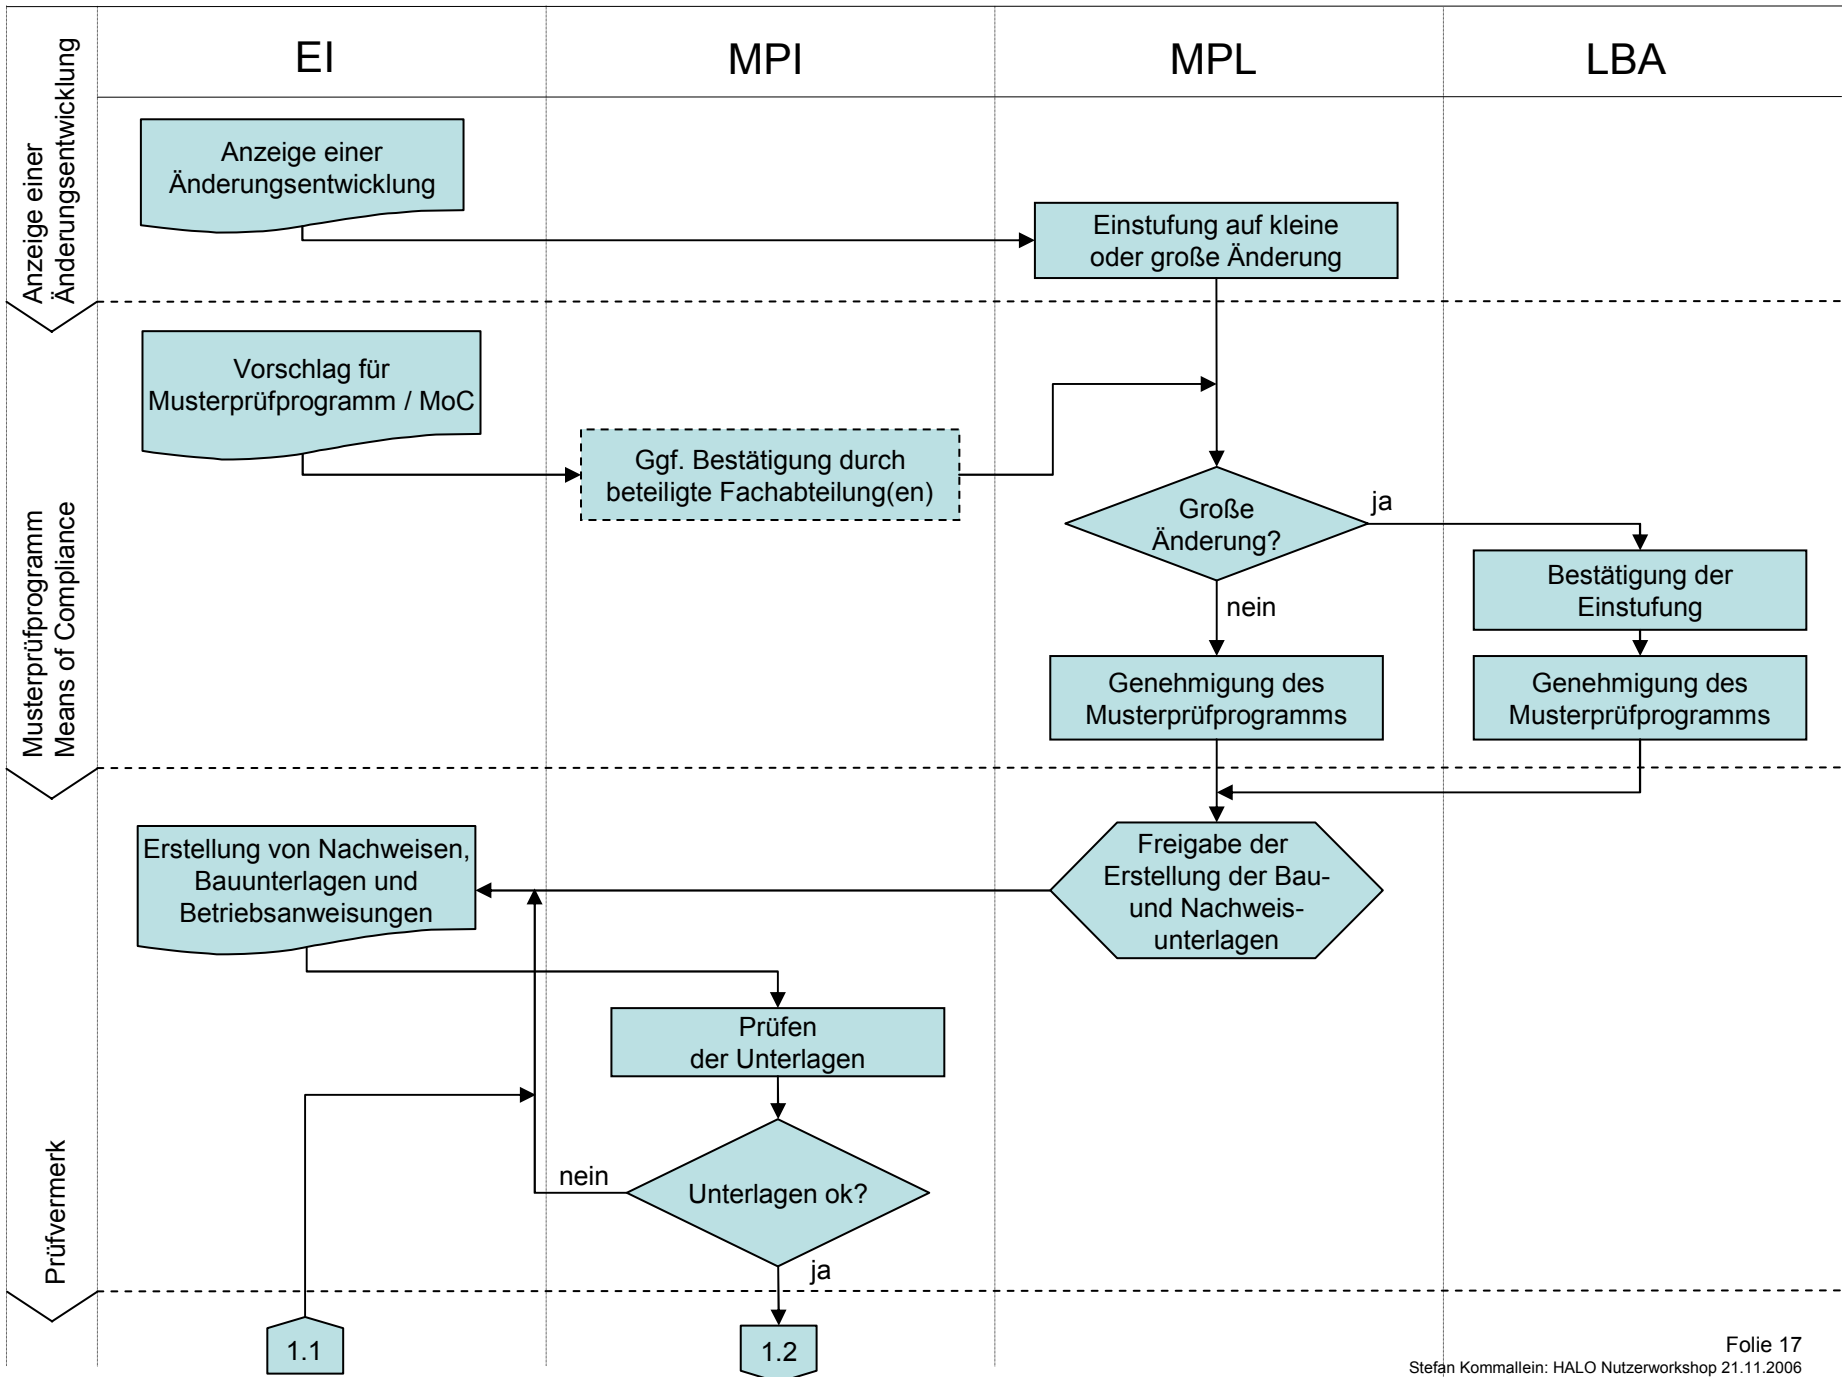 EI
MPI
MPL
LBA
Anzeige einer
Änderungsentwicklung
Anzeige einer
Änderungsentwicklung
Einstufung auf kleine
oder große Änderung
Musterprüfprogramm
Means of Compliance
Vorschlag für
Musterprüfprogramm / MoC
Ggf. Bestätigung durch
beteiligte Fachabteilung(en)
Große
Änderung?
ja
nein
Bestätigung der
Einstufung
Genehmigung des
Musterprüfprogramms
Genehmigung des
Musterprüfprogramms
Prüfvermerk
Erstellung von Nachweisen,
Bauunterlagen und
Betriebsanweisungen
Freigabe der
Erstellung der Bau-
und Nachweis-
unterlagen
Prüfen
der Unterlagen
nein
Unterlagen ok?
ja
1.1
1.2
Folie 17
Stefan Kommallein: HALO Nutzerworkshop 21.11.2006